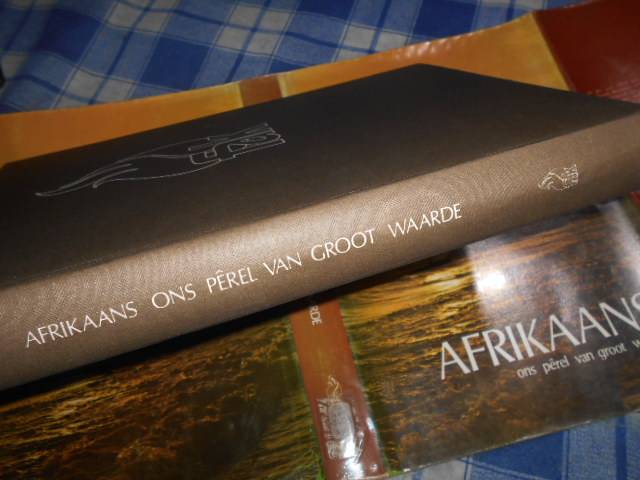 AFRIKAANS ONS PÊREL VAN GROOT WAARDE
AFRIKAANS
ons pêrel van groot